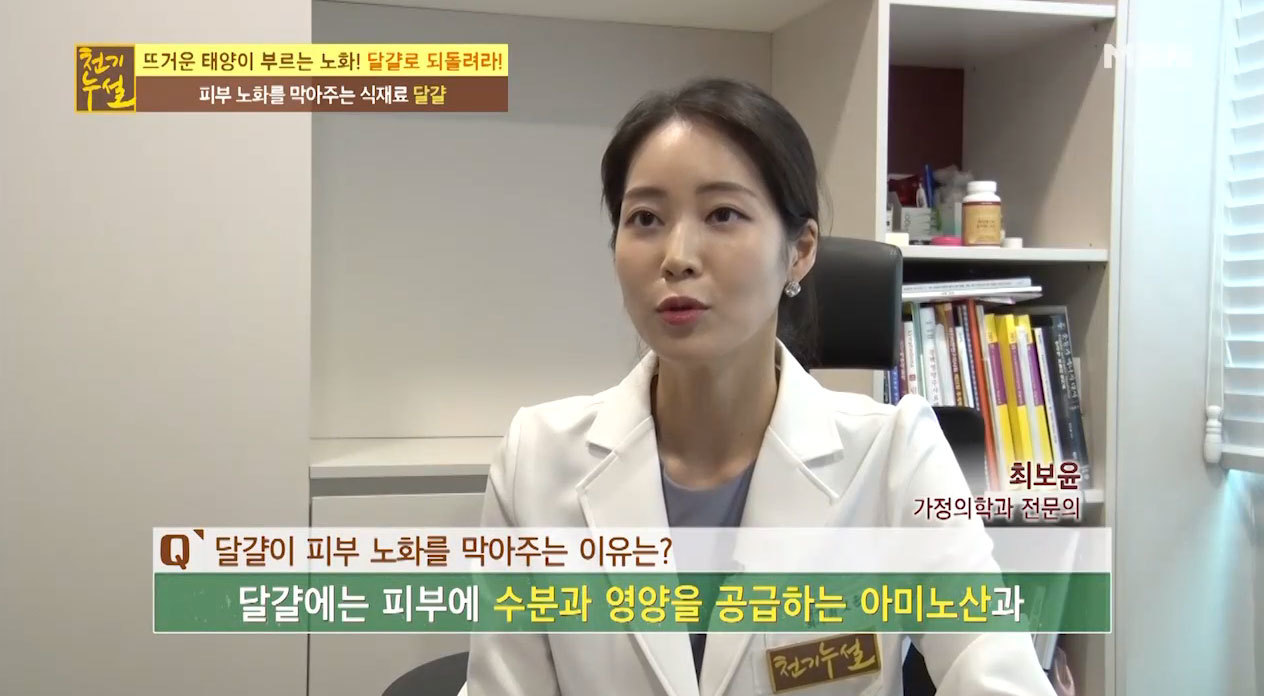 천기누설
뜨거운 태양이 부르는 노화! 달걀로 되돌려라!
피부 노화를 막아주는 식재료 달걀
MBN
최보윤
가정의학과 전문의
Q 달걀이 피부 노화를 막아주는 이유는?
달걀에는 피부에 수분과 영양을 공급하는 아미노산과
천기누설